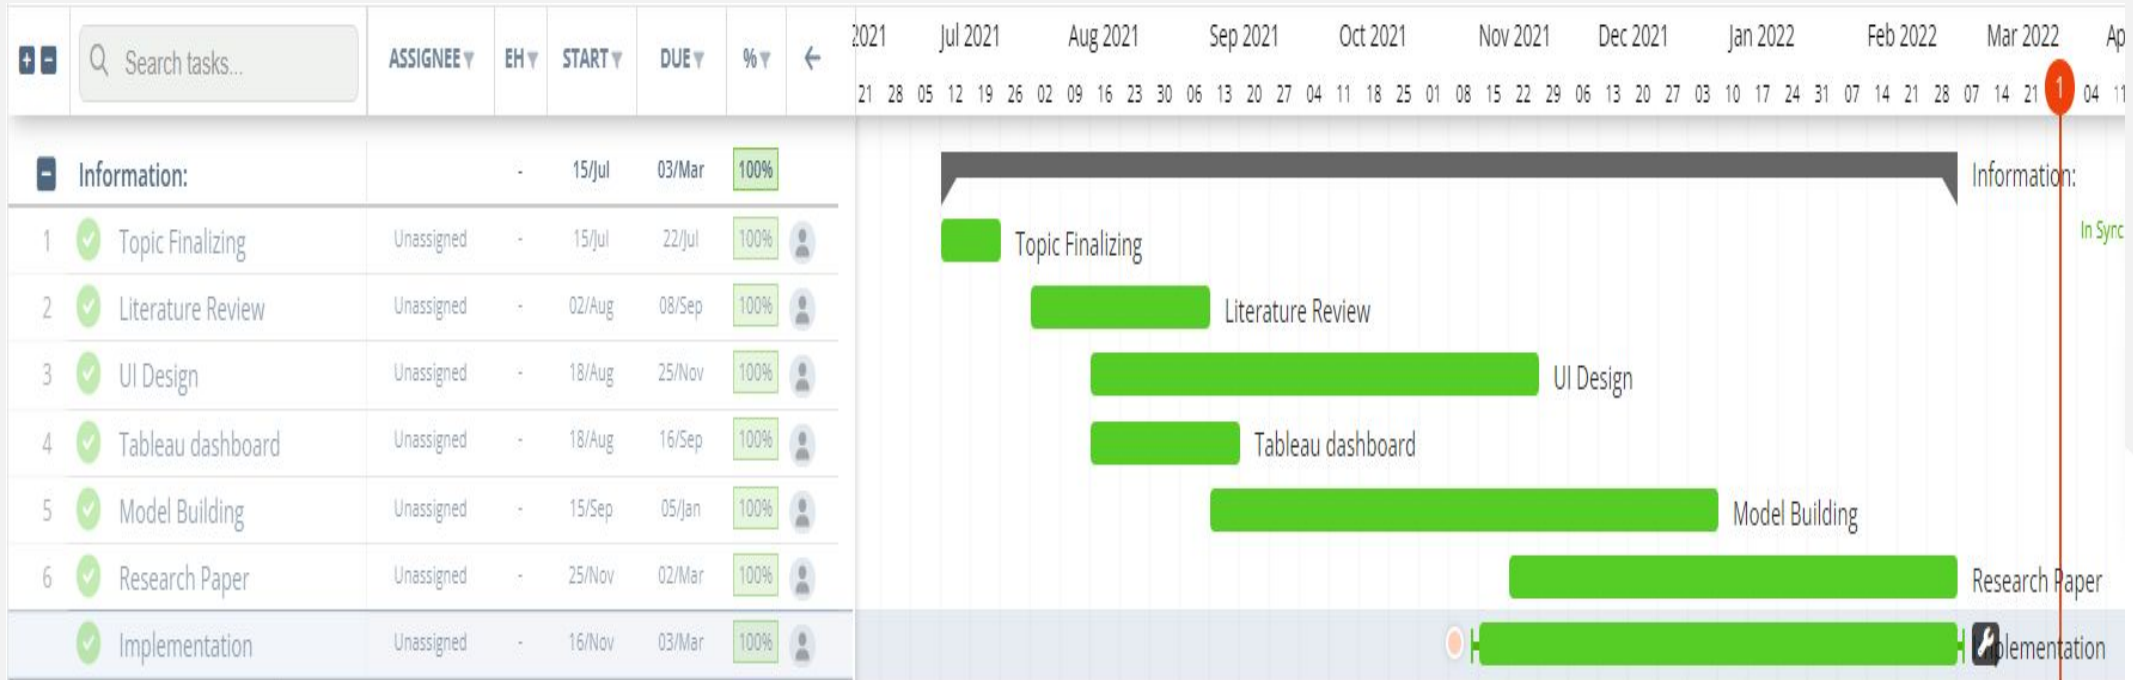 Search tasks...
ASSIGNEE EH START DUE %
2021 Jul 2021 Aug 2021 Sep 2021 Oct 2021 Nov 2021 Dec 2021 Jan 2022 Feb 2022 Mar 2022 Ap
21 28 05 12 19 26 02 09 16 23 30 06 13 20 27 04 11 18 25 01 08 15 22 29 06 13 20 27 03 10 17 24 31 07 14 21 28 07 14 21 1 04 11
Information: - 15/Jul 03/Mar 100% Information:
1 Topic Finalizing Unassigned - 15/Jul 22/Jul 100% Topic Finalizing
In Sync
2 Literature Review Unassigned - 02/Aug 08/Sep 100% Literature Review
3 UI Design Unassigned - 18/Aug 25/Nov 100% UI Design
4 Tableau dashboard Unassigned - 18/Aug 16/Sep 100% Tableau dashboard
5 Model Building Unassigned - 15/Sep 05/Jan 100% Model Building
6 Research Paper Unassigned - 25/Nov 02/Mar 100% Research Paper
Implementation Unassigned - 16/Nov 03/Mar 100% Implementation